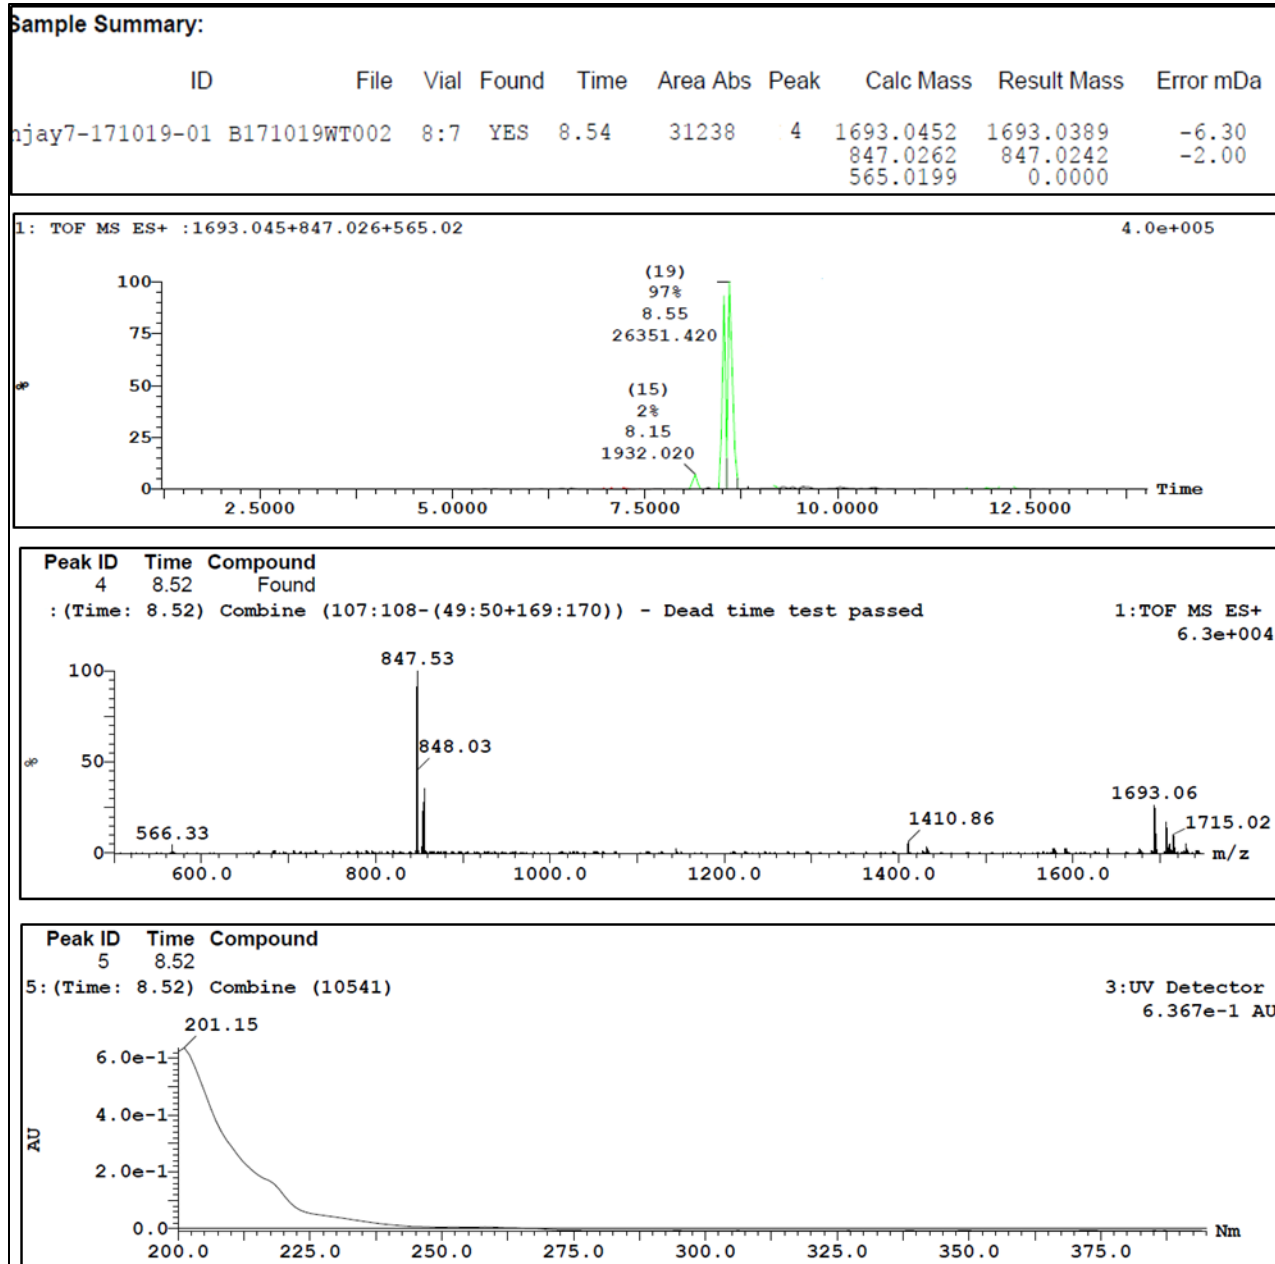 Sample Summary:
ID File Vial Found Time Area Abs Peak Calc Mass Result Mass Error mDa
njay7-171019-01 B171019WT002 8:7 YES 8.54 31238 4 1693.0452 1693.0389 -6.30
847.0262 847.0242 -2.00
565.0199 0.0000
1: TOF MS ES+ :1693.045+847.026+565.02 4.0e+005
(19)
97%
8.55
26351.420
(15)
2%
8.15
1932.020
100
75
50
25
0
%
2.5000 5.0000 7.5000 10.0000 12.5000
Time
Peak ID Time Compound
4 8.52 Found
:(Time: 8.52) Combine (107:108-(49:50+169:170)) - Dead time test passed 1:TOF MS ES+
6.3e+004
847.53
848.03
566.33
1410.86
1693.06
1715.02
100
50
0
%
m/z
600.0 800.0 1000.0 1200.0 1400.0 1600.0
Peak ID Time Compound
5 8.52
5:(Time: 8.52) Combine (10541) 3:UV Detector
6.367e-1 AU
201.15
6.0e-1
4.0e-1
2.0e-1
0.0
AU
Nm
200.0 225.0 250.0 275.0 300.0 325.0 350.0 375.0